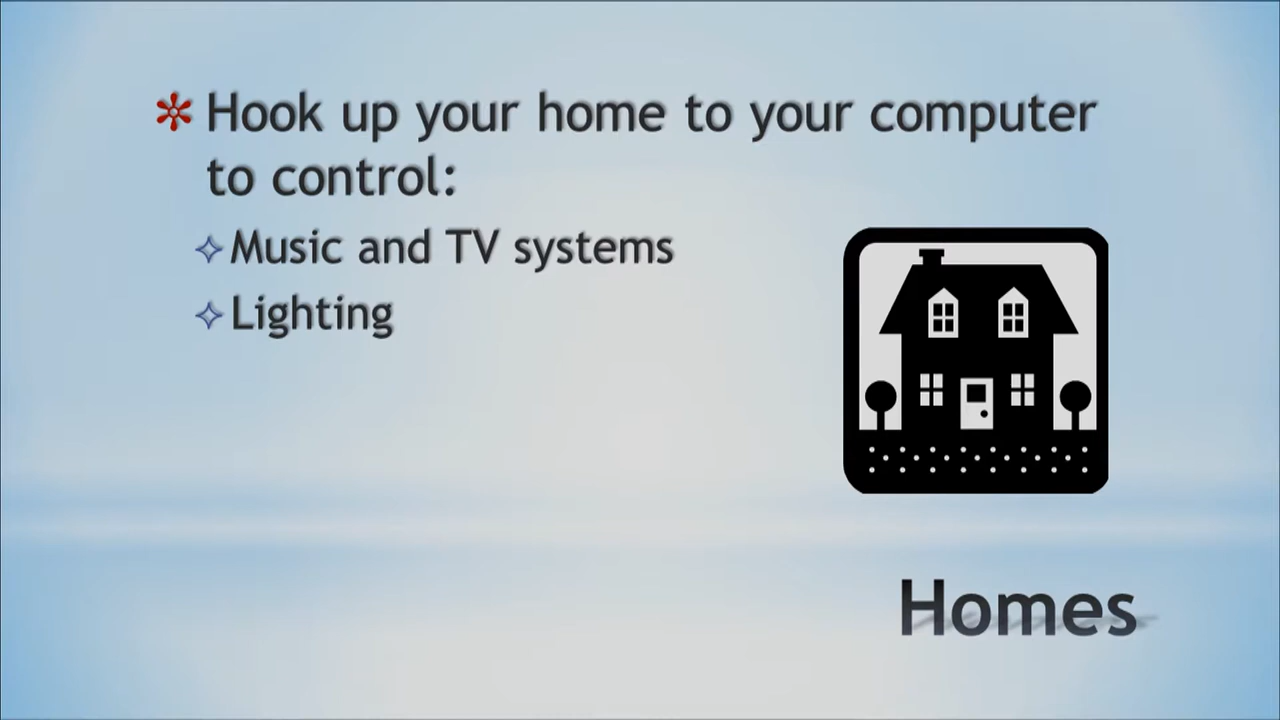 Hook up your home to your computer
to control:
Music and TV systems
Lighting
Homes